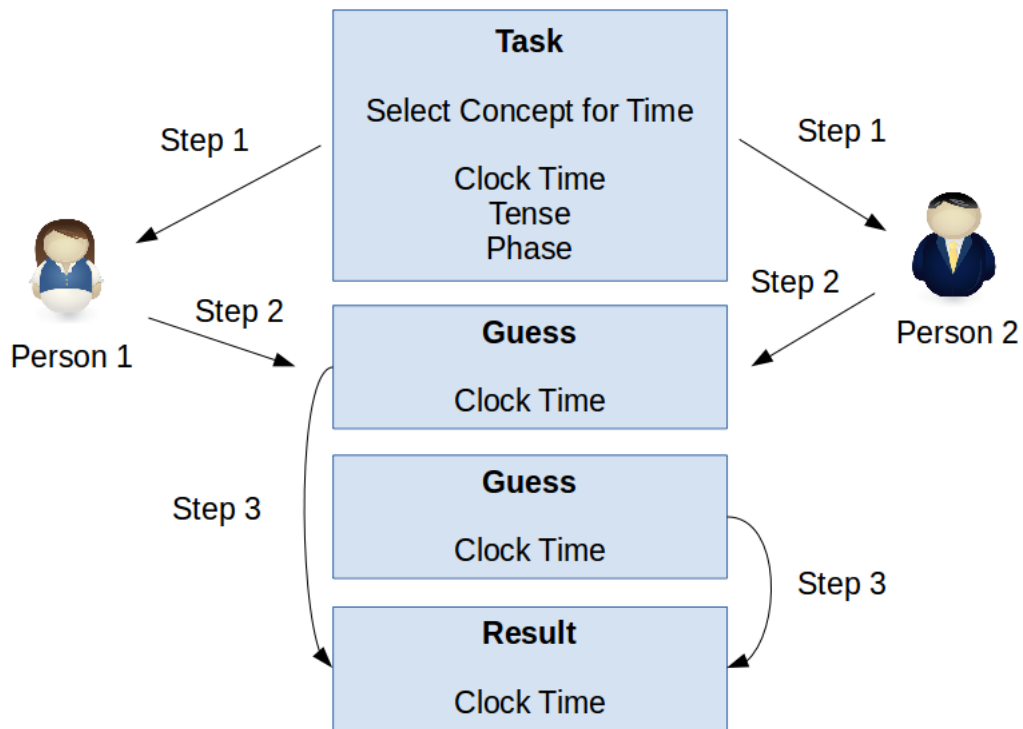 Task
Select Concept for Time
Step 1
Step 1
Clock Time
Tense
Phase
Step 2
Step 2
Person 1
Person 2
Guess
Clock Time
Guess
Step 3
Clock Time
Step 3
Result
Clock Time